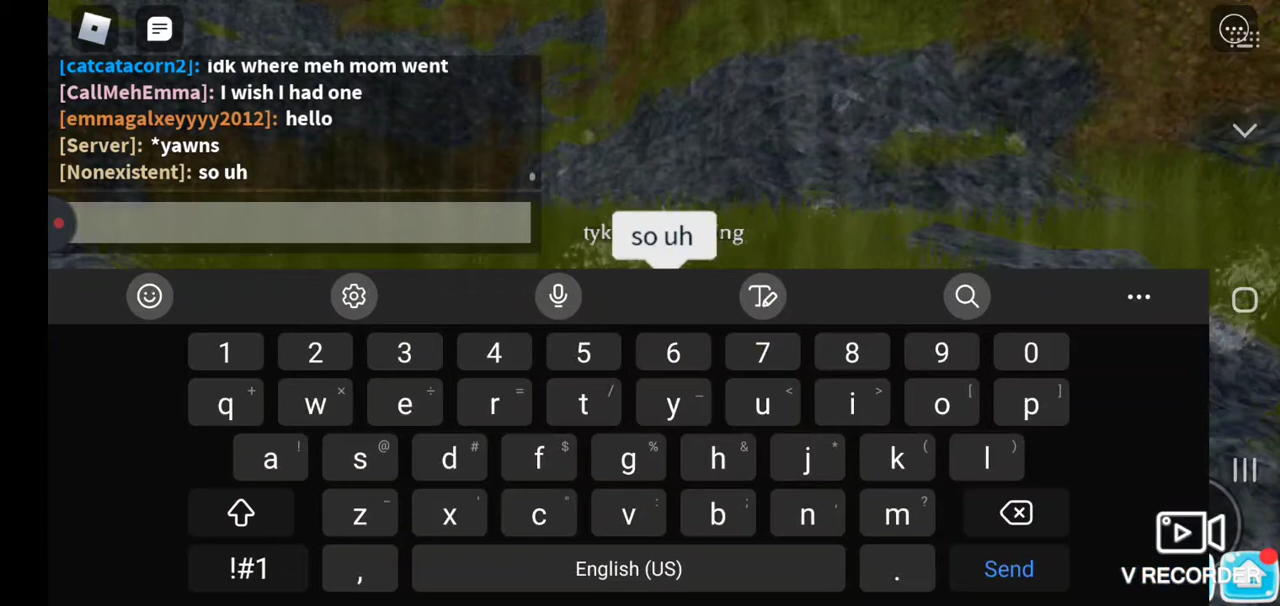 [catcatacorn2]: idk where meh mom went
[CallMehEmma]: I wish I had one
[emmagalxeyyyy2012]: hello
[Server]: *yawns
[Nonexistent]: so uh
so uh
1 2 3 4 5 6 7 8 9 0
q + w × e ÷ r = t / y _ u < i > o [ p ]
a ! s @ d # f $ g % h & j * k ( l )
z - x ' c " v : b ; n , m ?
!#1 , English (US) . Send
V RECORDER